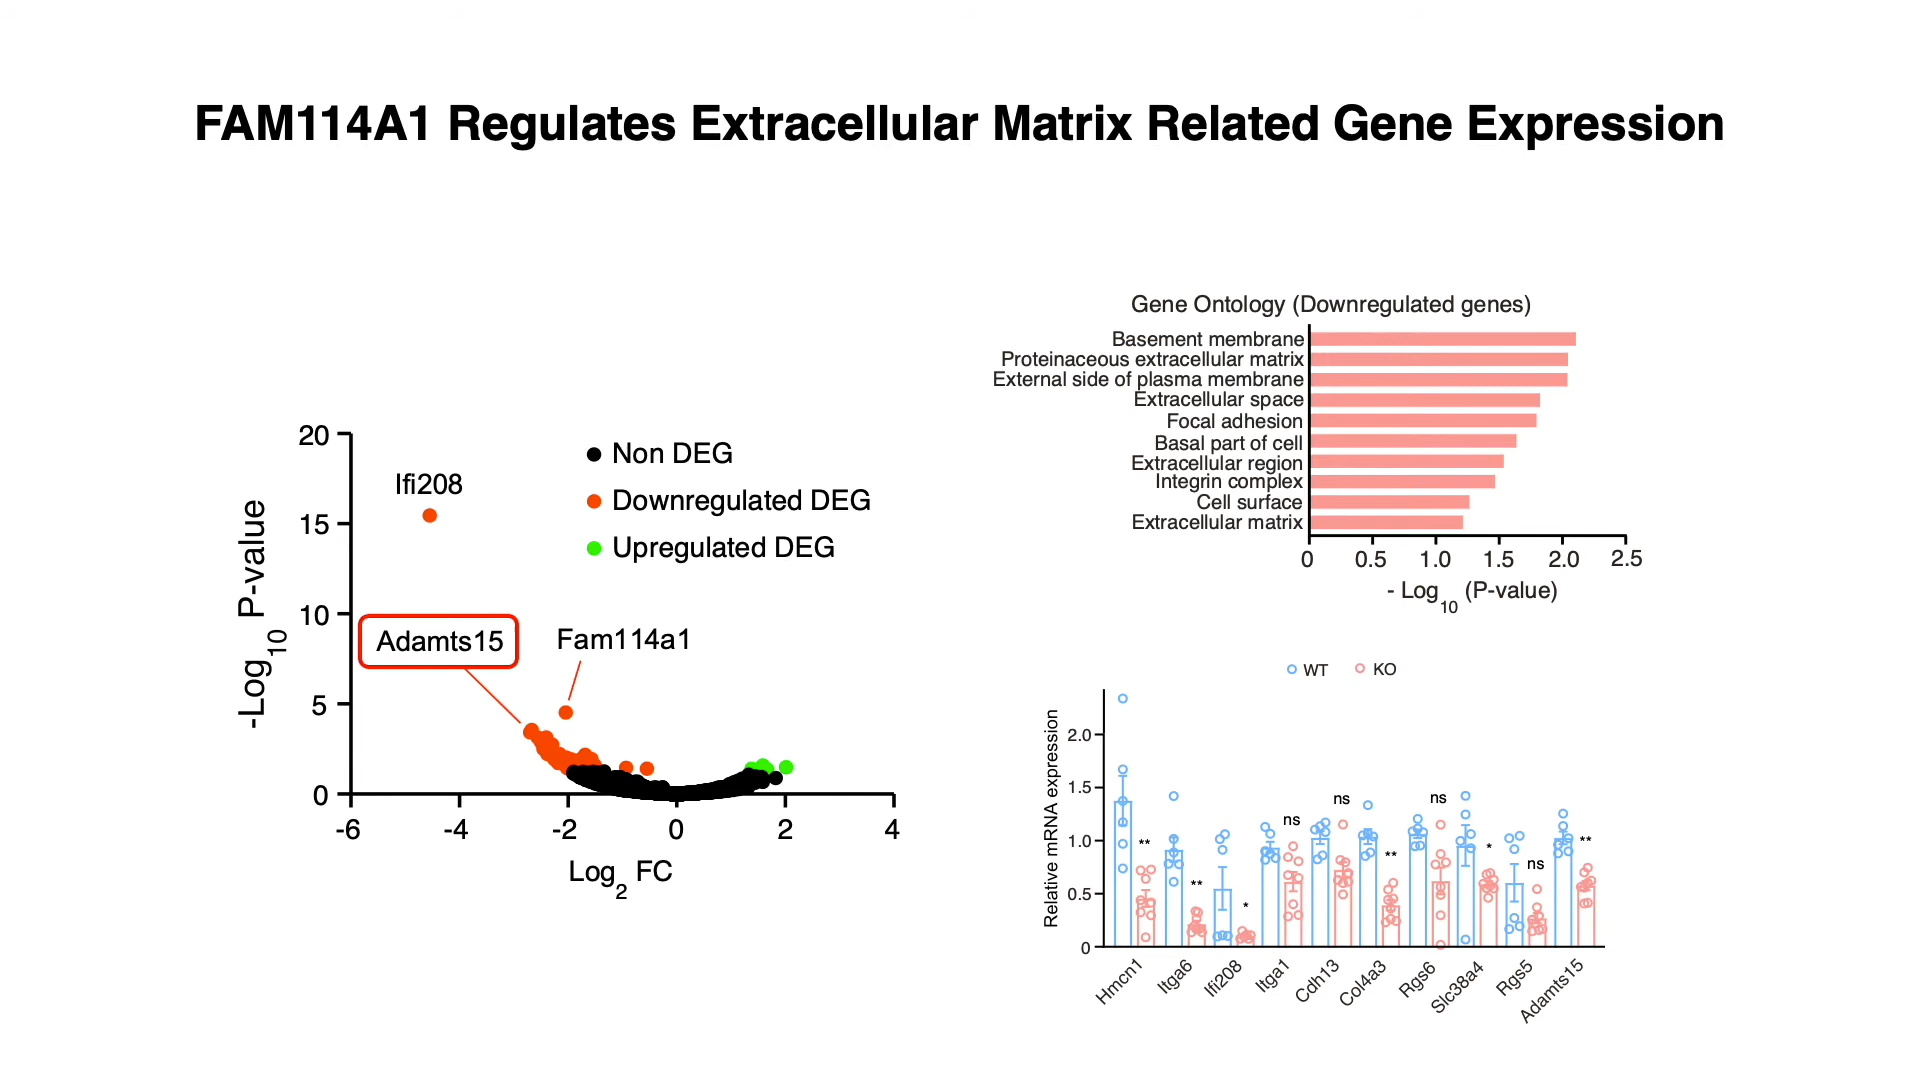 FAM114A1 Regulates Extracellular Matrix Related Gene Expression
20
15
10
5
0
-Log10 P-value
Ifi208
Adamts15
Fam114a1
Non DEG
Downregulated DEG
Upregulated DEG
-6 -4 -2 0 2 4
Log2 FC
Gene Ontology (Downregulated genes)
Basement membrane
Proteinaceous extracellular matrix
External side of plasma membrane
Extracellular space
Focal adhesion
Basal part of cell
Extracellular region
Integrin complex
Cell surface
Extracellular matrix
0 0.5 1.0 1.5 2.0 2.5
- Log10 (P-value)
WT KO
Relative mRNA expression
2.0
1.5
1.0
0.5
0
** ** * ns ns ** ns * ns **
Hmcn1 Itga6 Ifi208 Itga1 Cdh13 Col4a3 Rgs6 Slc38a4 Rgs5 Adamts15